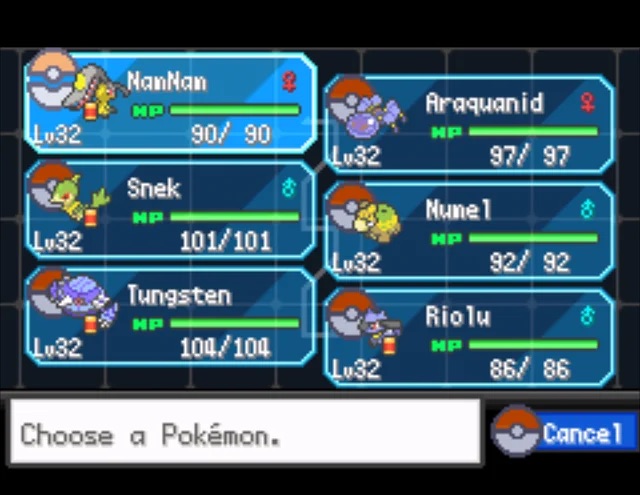 NamNam ♀
HP
Lv32 90/ 90
Araquanid ♀
HP
Lv32 97/ 97
Snek ♂
HP
Lv32 101/101
Numel ♂
HP
Lv32 92/ 92
Tungsten
HP
Lv32 104/104
Riolu ♂
HP
Lv32 86/ 86
Choose a Pokémon.
Cancel